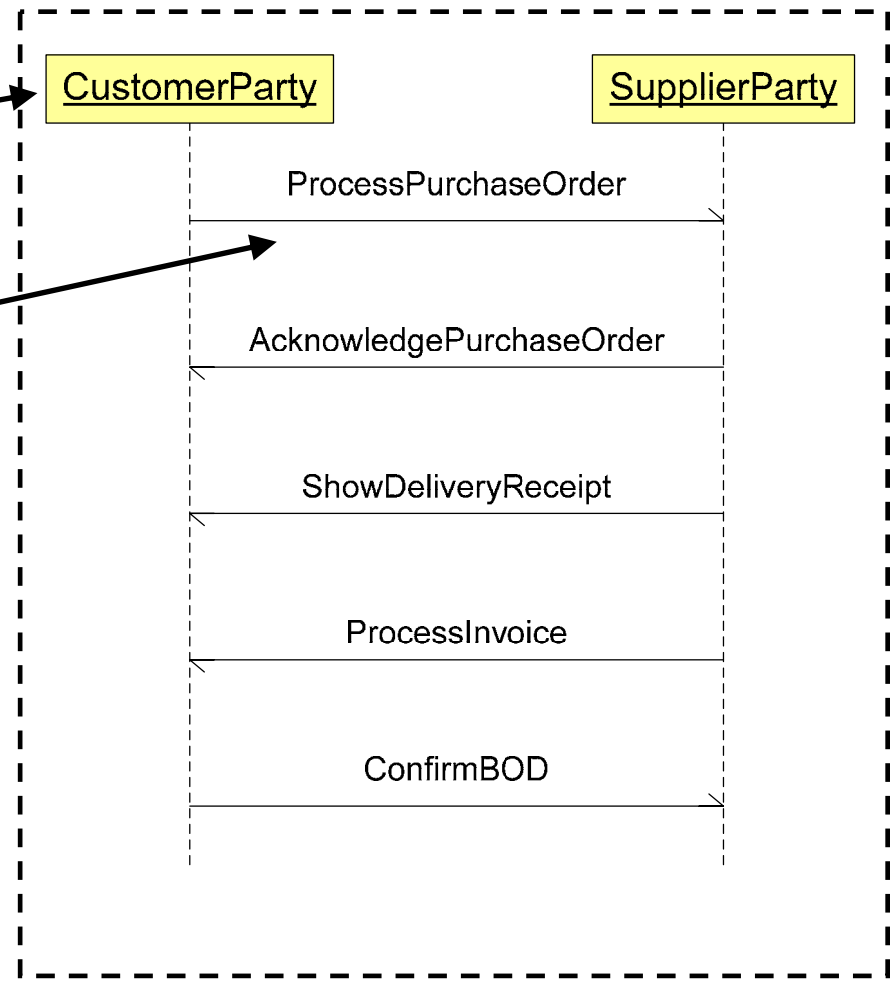 CustomerParty
SupplierParty
ProcessPurchaseOrder
AcknowledgePurchaseOrder
ShowDeliveryReceipt
ProcessInvoice
ConfirmBOD